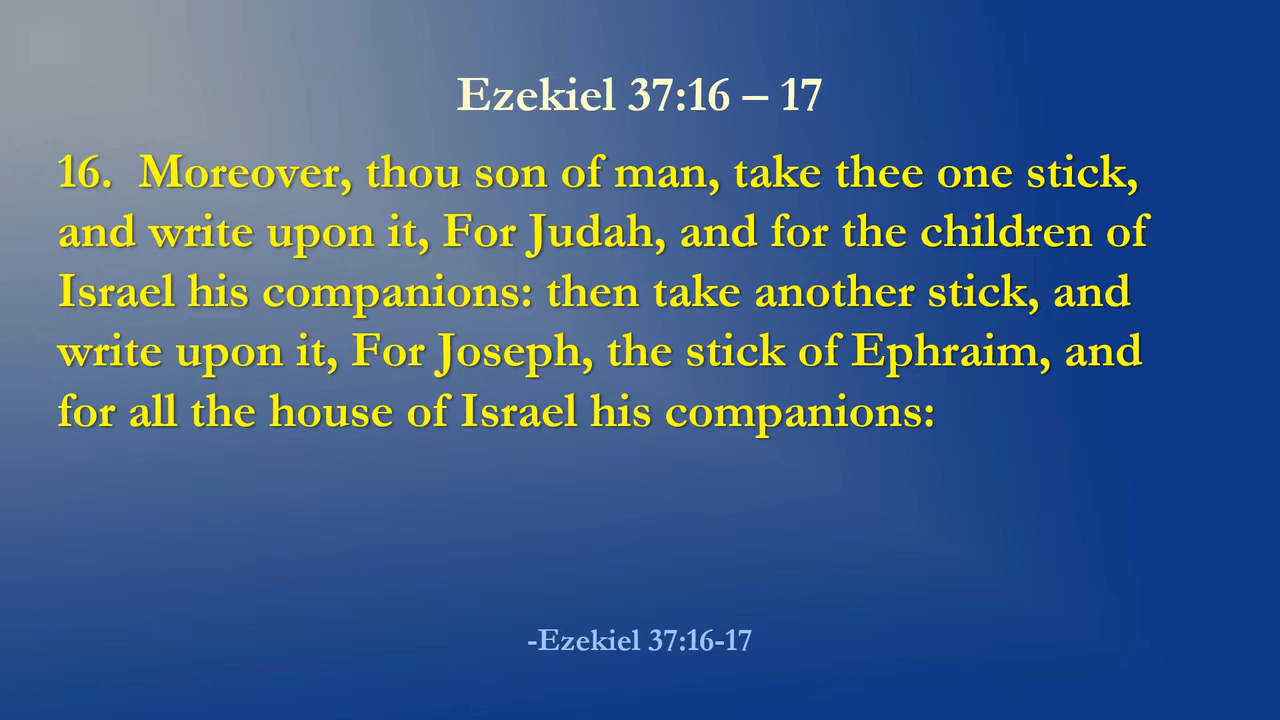 Ezekiel 37:16 – 17
16.  Moreover, thou son of man, take thee one stick,
and write upon it, For Judah, and for the children of
Israel his companions: then take another stick, and
write upon it, For Joseph, the stick of Ephraim, and
for all the house of Israel his companions:
-Ezekiel 37:16-17